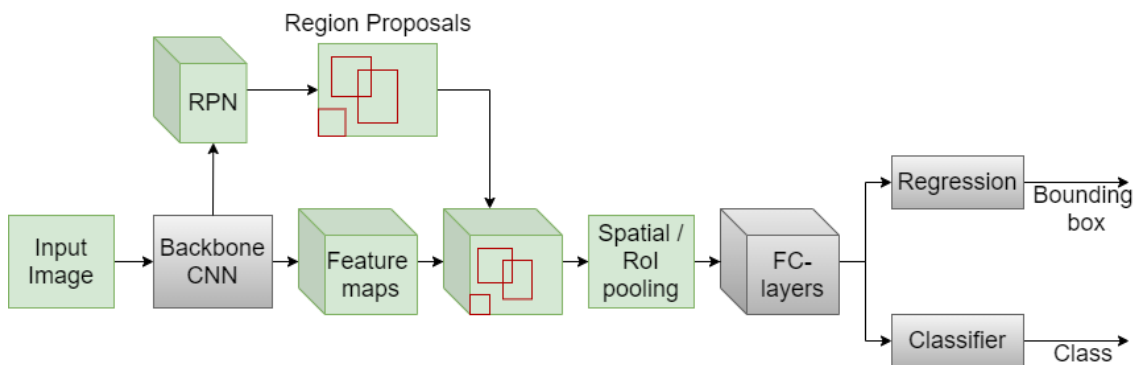 Region Proposals
RPN
Input
Image
Backbone
CNN
Feature
maps
Spatial /
RoI
pooling
FC-
layers
Regression
Bounding
box
Classifier
Class